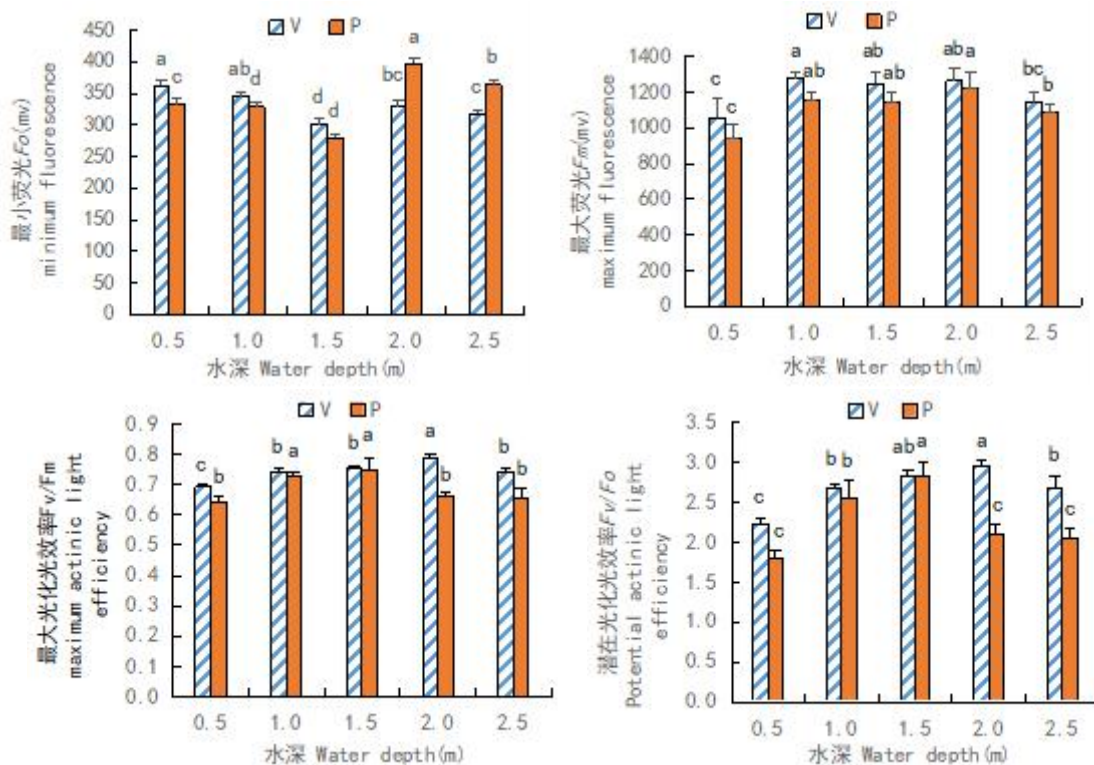 V P
450
400
350
300
250
200
150
100
50
0
a c ab d d d bc a c b
0.5 1.0 1.5 2.0 2.5
水深 Water depth(m)
最小荧光Fo(mv)
minimum fluorescence
V P
1400
1200
1000
800
600
400
200
0
c c a ab ab ab ab a bc b
0.5 1.0 1.5 2.0 2.5
水深 Water depth(m)
最大荧光Fm(mv)
maximum fluorescence
V P
0.9
0.8
0.7
0.6
0.5
0.4
0.3
0.2
0.1
0.0
c b b a b a a b b b
0.5 1.0 1.5 2.0 2.5
水深 Water depth(m)
最大光化光效率Fv/Fm
maximum actinic light
efficiency
V P
3.5
3.0
2.5
2.0
1.5
1.0
0.5
0.0
c c b b ab a a c b c
0.5 1.0 1.5 2.0 2.5
水深 Water depth(m)
潜在光化光效率Fv/Fo
Potential actinic light
efficiency